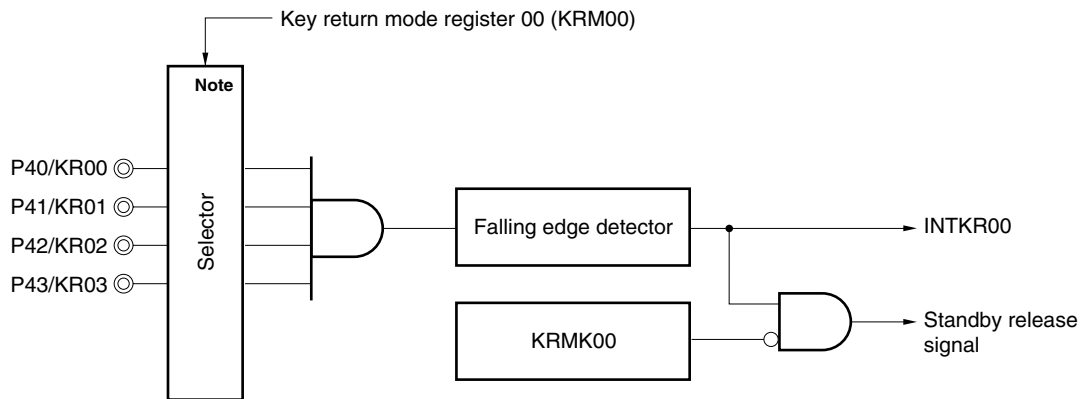 Key return mode register 00 (KRM00)
Note
P40/KR00
P41/KR01
P42/KR02
P43/KR03
Selector
Falling edge detector
INTKR00
KRMK00
Standby release
signal